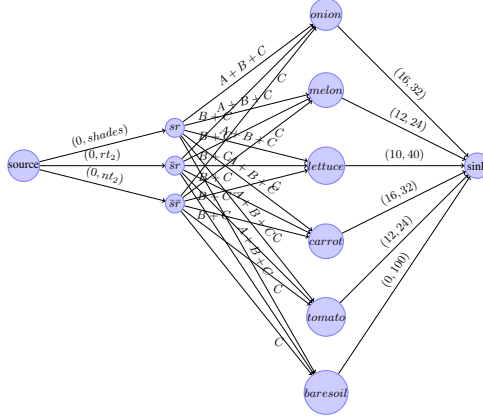 onion
A + B + C
(16, 32)
C
melon
A + B + C
B + C
(12, 24)
(0, shades)
sr
A + B + C
C
(0, rt₂)
B + C
source
s̄r
lettuce
(10, 40)
sink
A + B + C
C
B + C
(0, nt₂)
s̄r̄
B + C
(16, 32)
A + B + C
B + C
C
carrot
(12, 24)
A + B + C
C
(0, 100)
tomato
C
baresoil